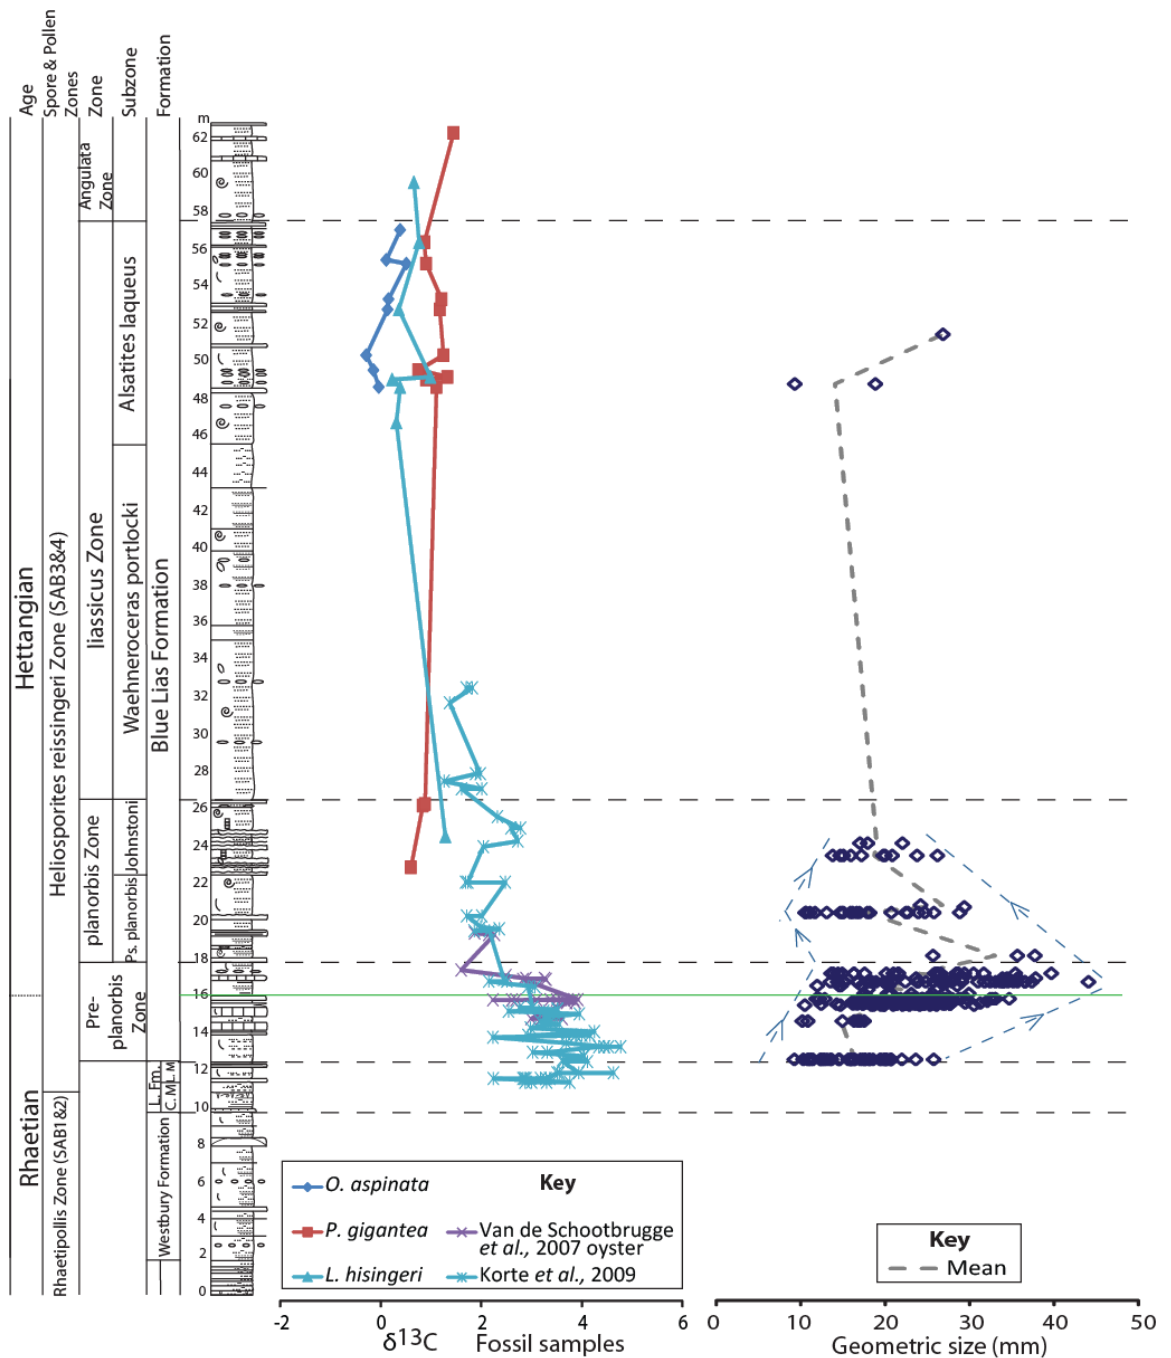 Age
Spore & Pollen
Zones
Zone
Subzone
Formation
m
62
60
58
56
54
52
50
48
46
44
42
40
38
36
34
32
30
28
26
24
22
20
18
16
14
12
10
8
6
4
2
0
Hettangian
Rhaetian
Heliosporites reissingeri Zone (SAB3&4)
Rhaetipollis Zone (SAB1&2)
Angulata
Zone
liassicus Zone
planorbis Zone
Pre-
planorbis
Zone
Alsatites laqueus
Waehneroceras portlocki
Johnstoni
Ps. planorbis
Blue Lias Formation
L. Fm.
C.M.
L.M
Westbury Formation
Key
O. aspinata
P. gigantea
L. hisingeri
Van de Schootbrugge
et al., 2007 oyster
Korte et al., 2009
-2 0 2 4 6
δ13C Fossil samples
Key
Mean
0 10 20 30 40 50
Geometric size (mm)